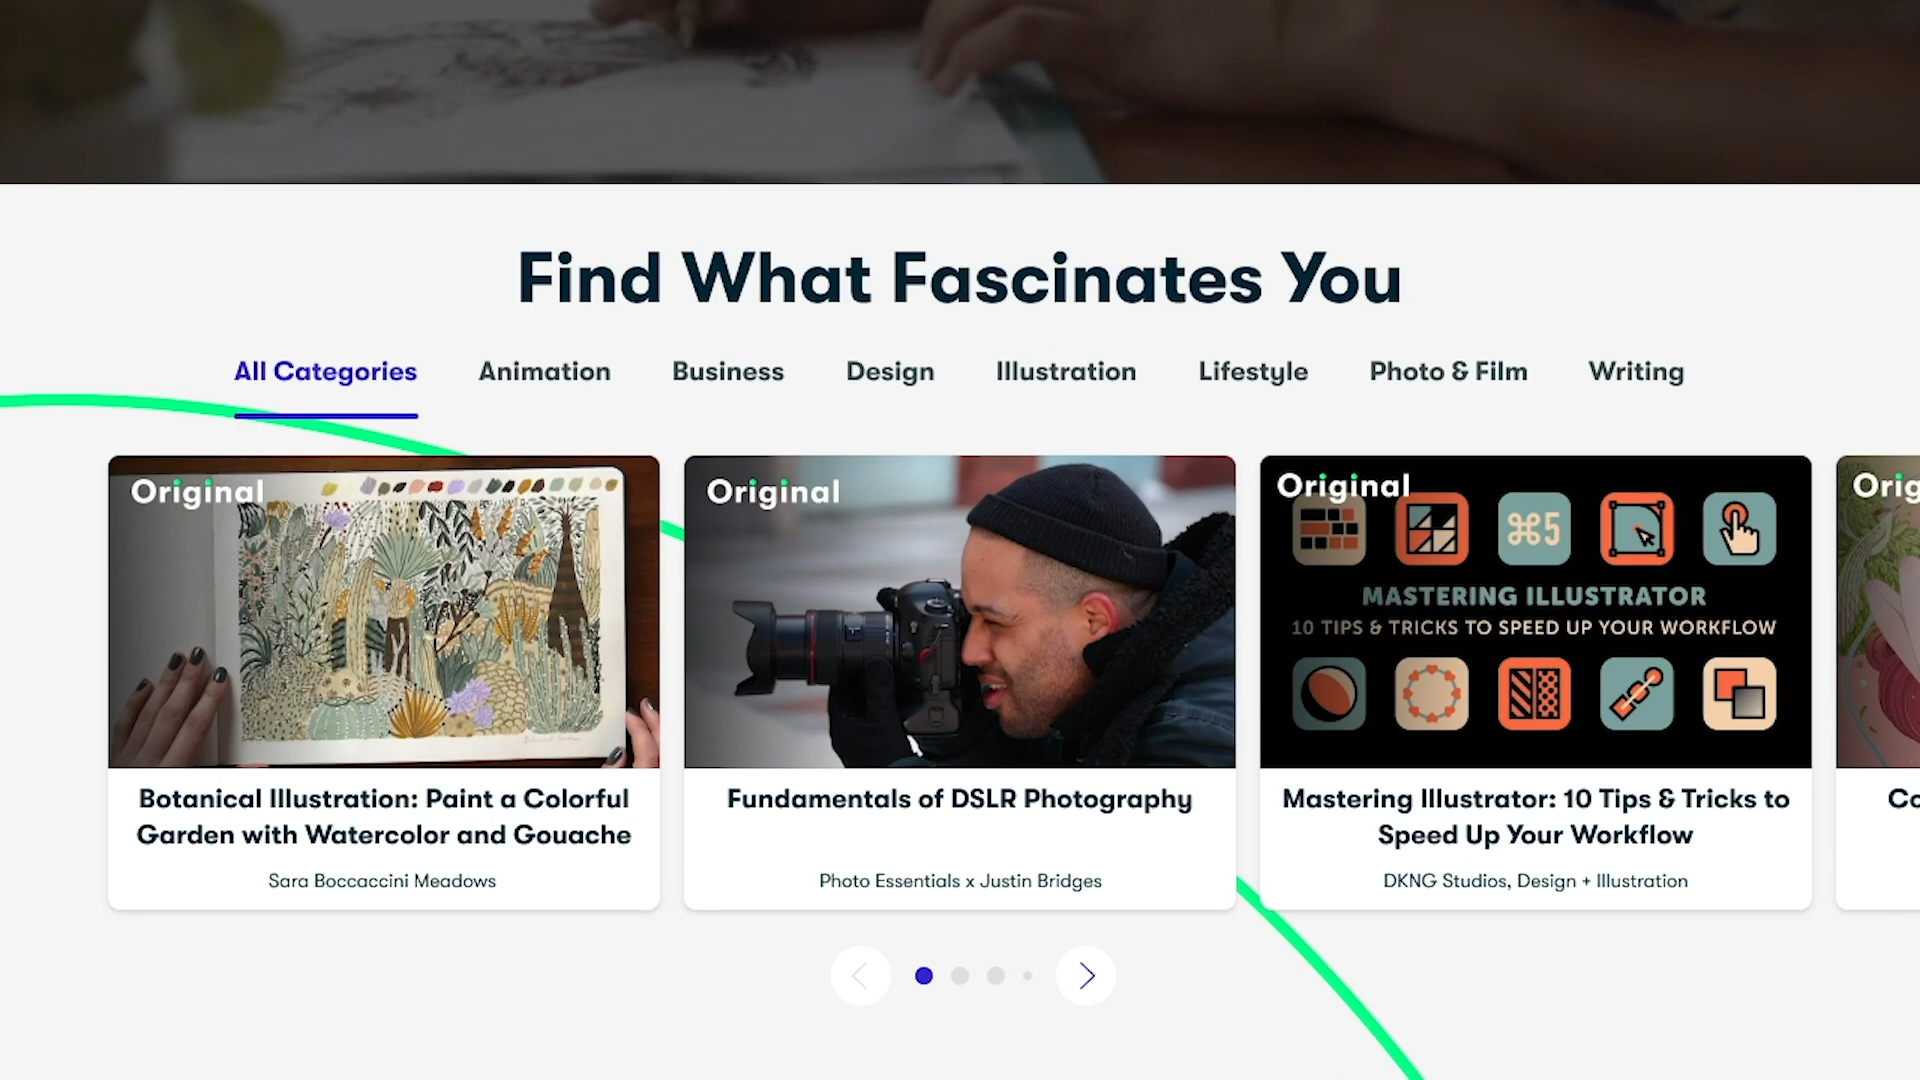 Find What Fascinates You
All Categories Animation Business Design Illustration Lifestyle Photo & Film Writing
Original
Original
Original
⌘5
MASTERING ILLUSTRATOR
10 TIPS & TRICKS TO SPEED UP YOUR WORKFLOW
Botanical Illustration: Paint a Colorful
Garden with Watercolor and Gouache
Sara Boccaccini Meadows
Fundamentals of DSLR Photography
Photo Essentials x Justin Bridges
Mastering Illustrator: 10 Tips & Tricks to
Speed Up Your Workflow
DKNG Studios, Design + Illustration